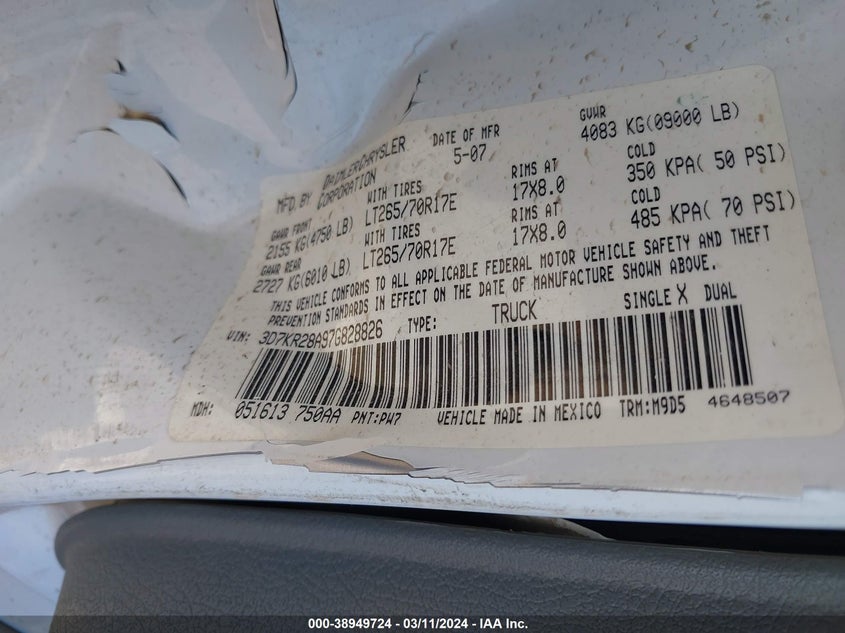 MFD BY DAIMLERCHRYSLER CORPORATION DATE OF MFR 5-07 GVWR 4083 KG(09000 LB)
GAWR FRONT 2155 KG(4750 LB) WITH TIRES LT265/70R17E RIMS AT 17X8.0 COLD 350 KPA( 50 PSI)
GAWR REAR 2727 KG(6010 LB) WITH TIRES LT265/70R17E RIMS AT 17X8.0 COLD 485 KPA( 70 PSI)
THIS VEHICLE CONFORMS TO ALL APPLICABLE FEDERAL MOTOR VEHICLE SAFETY AND THEFT
PREVENTION STANDARDS IN EFFECT ON THE DATE OF MANUFACTURE SHOWN ABOVE.
VIN: 3D7KR28A97G828826 TYPE: TRUCK SINGLE X DUAL
MDH: 051613 750AA PNT:PW7 VEHICLE MADE IN MEXICO TRM:M9D5 4648507
000-38949724 - 03/11/2024 - IAA Inc.